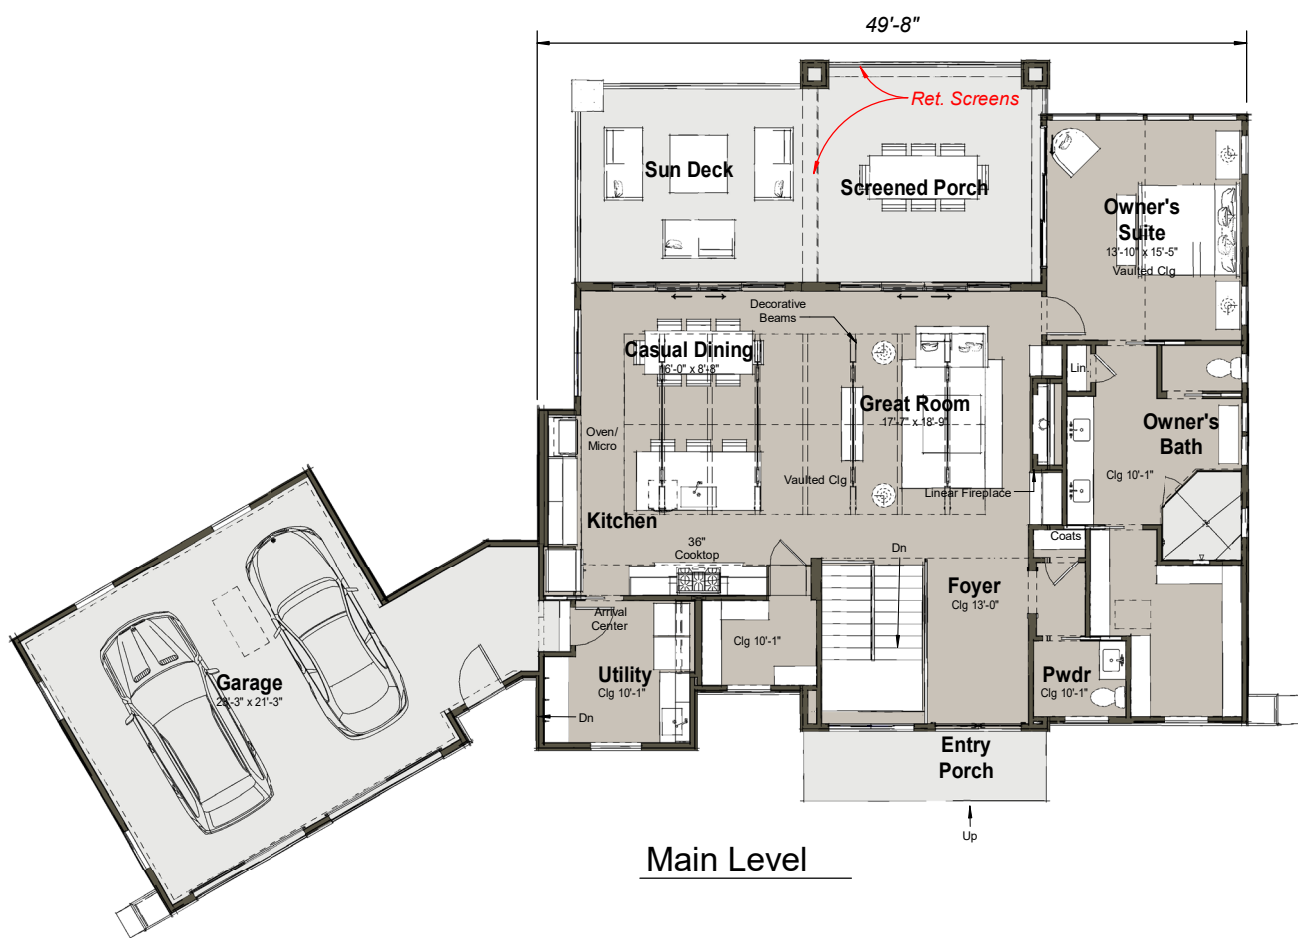 49'-8"
Ret. Screens
Sun Deck
Screened Porch
Owner's
Suite
13'-10" x 15'-5"
Vaulted Clg
Decorative
Beams
Casual Dining
16'-0" x 8'-8"
Great Room
17'-7" x 18'-9"
Lin.
Owner's
Bath
Clg 10'-1"
Oven/
Micro
Vaulted Clg
Linear Fireplace
Kitchen
36"
Cooktop
Dn
Coats
Foyer
Clg 13'-0"
Arrival
Center
Clg 10'-1"
Utility
Clg 10'-1"
Pwdr
Clg 10'-1"
Garage
21'-3"
Dn
Entry
Porch
Up
Main Level